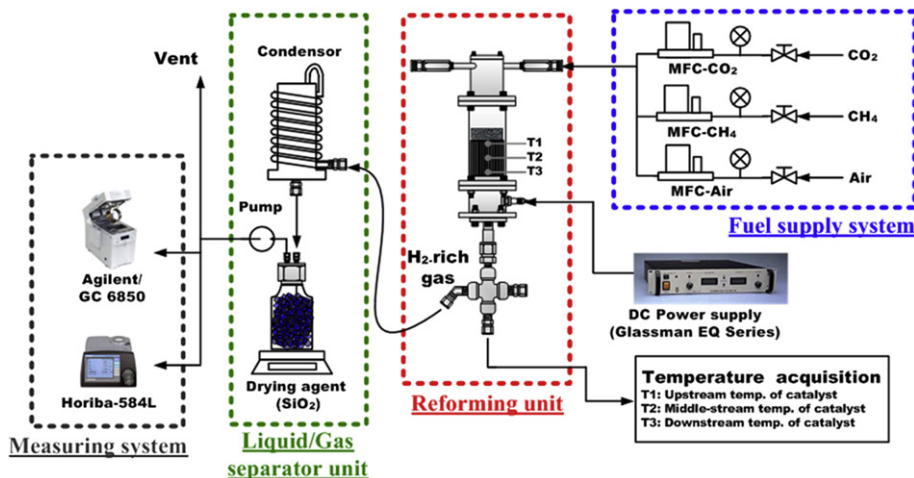 Vent
Condensor
Pump
Agilent/
GC 6850
Horiba-584L
Measuring system
Drying agent
(SiO₂)
Liquid/Gas
separator unit
T1
T2
T3
H₂-rich
gas
Reforming unit
MFC-CO₂
CO₂
MFC-CH₄
CH₄
MFC-Air
Air
Fuel supply system
DC Power supply
(Glassman EQ Series)
Temperature acquisition
T1: Upstream temp. of catalyst
T2: Middle-stream temp. of catalyst
T3: Downstream temp. of catalyst